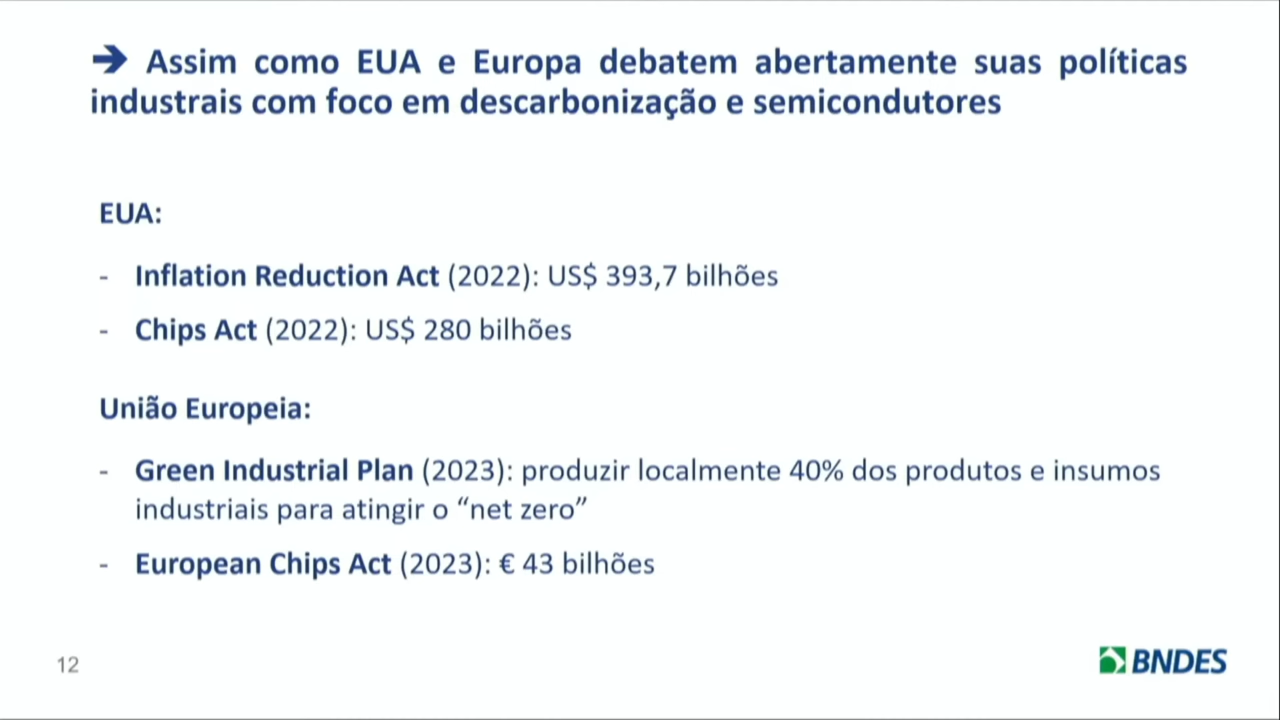 ➔ Assim como EUA e Europa debatem abertamente suas políticas
industrais com foco em descarbonização e semicondutores
EUA:
- Inflation Reduction Act (2022): US$ 393,7 bilhões
- Chips Act (2022): US$ 280 bilhões
União Europeia:
- Green Industrial Plan (2023): produzir localmente 40% dos produtos e insumos
industriais para atingir o “net zero”
- European Chips Act (2023): € 43 bilhões
12
BNDES